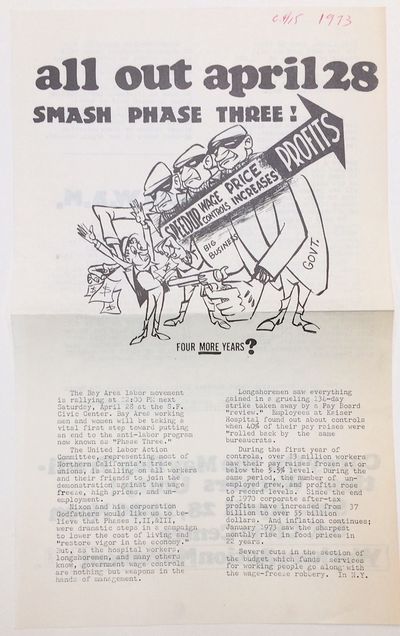 c4/15 1973
all out april 28
SMASH PHASE THREE!
SPEEDUP
WAGE CONTROLS
PRICE INCREASES
PROFITS
BIG BUSINESS
GOVT.
FOUR MORE YEARS?
The Bay Area labor movement
is rallying at 12:00 PM next
Saturday, April 28 at the S.F.
Civic Center. Bay Area working
men and women will be taking a
vital first step toward putting
an end to the anti-labor program
now known as "Phase Three."
The United Labor Action
Committee, representing most of
Northern California's trade
unions, is calling on all workers
and their friends to join the
demonstration against the wage
freeze, high prices, and un-
employment.
Nixon and his corporation
Godfathers would like us to be-
lieve that Phases I,II,&III,
were dramatic steps in a campaign
to lower the cost of living and
"restore vigor in the economy."
But, as the hospital workers,
longshoremen, and many others
know, government wage controls
are nothing but weapons in the
hands of management.
Longshoremen saw everything
gained in a grueling 134-day
strike taken away by a Pay Board
"review." Employees at Kaiser
Hospital found out about controls
when 40% of their pay raises were
"rolled back by the same
bureaucrats.
During the first year of
controls, over 19 million workers
saw their pay raises frozen at or
below the 5.5% level. During the
same period, the number of un-
employed grew, and profits rose
to record levels. Since the end
of 1970 corporate after-tax
profits have increased from 37
billion to over 55 billion
dollars. And inflation continues;
January 1973 saw the sharpest
monthly rise in food prices in
22 years.
Severe cuts in the section of
the budget which funds services
for working people go along with
the wage-freeze robbery. In N.Y.